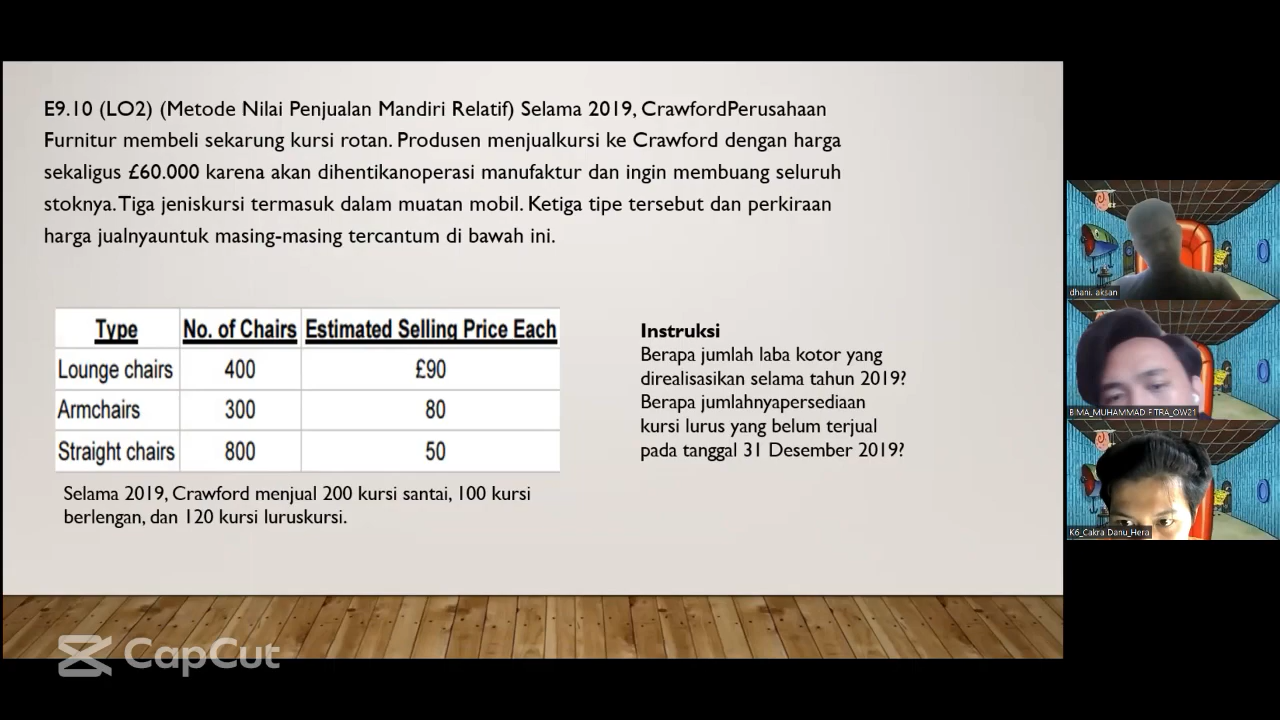 E9.10 (LO2) (Metode Nilai Penjualan Mandiri Relatif) Selama 2019, CrawfordPerusahaan
Furnitur membeli sekarung kursi rotan. Produsen menjualkursi ke Crawford dengan harga
sekaligus £60.000 karena akan dihentikanoperasi manufaktur dan ingin membuang seluruh
stoknya. Tiga jeniskursi termasuk dalam muatan mobil. Ketiga tipe tersebut dan perkiraan
harga jualnyauntuk masing-masing tercantum di bawah ini.
Type No. of Chairs Estimated Selling Price Each
Lounge chairs 400 £90
Armchairs 300 80
Straight chairs 800 50
Selama 2019, Crawford menjual 200 kursi santai, 100 kursi
berlengan, dan 120 kursi luruskursi.
Instruksi
Berapa jumlah laba kotor yang
direalisasikan selama tahun 2019?
Berapa jumlahnyapersediaan
kursi lurus yang belum terjual
pada tanggal 31 Desember 2019?
dhani. aksan
BIMA_MUHAMMAD FITRA_OW21
K6_Cakra Danu_Hera
CapCut